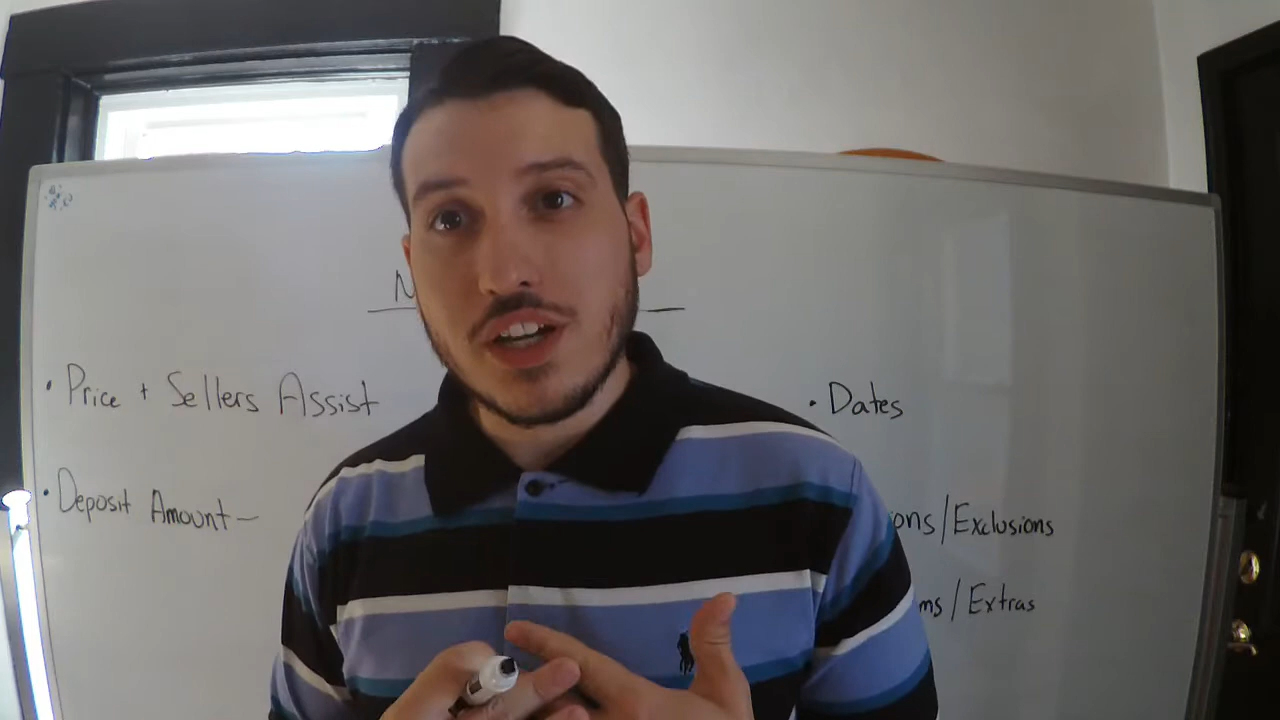 • Price + Sellers Assist
• Dates
• Deposit Amount-
ons/Exclusions
ms/Extras